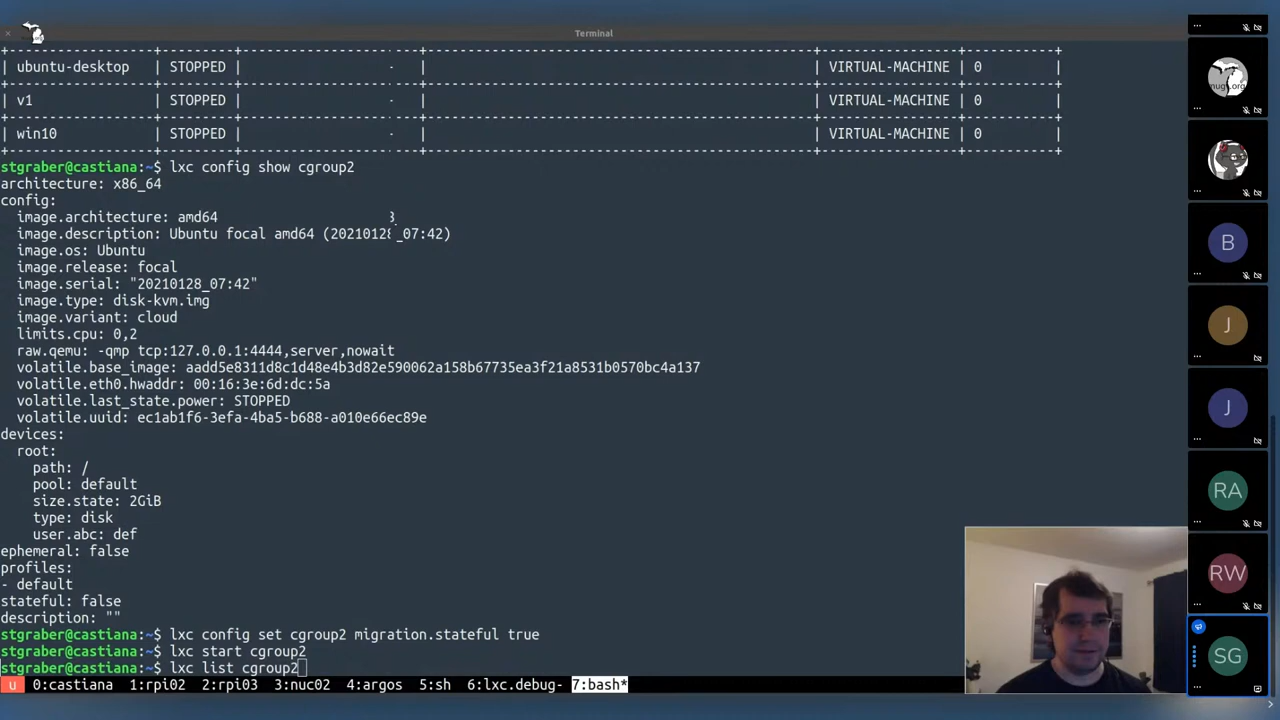 Terminal
| ubuntu-desktop | STOPPED | - | | VIRTUAL-MACHINE | 0 |
| v1 | STOPPED | - | | VIRTUAL-MACHINE | 0 |
| win10 | STOPPED | - | | VIRTUAL-MACHINE | 0 |
stgraber@castiana:~$ lxc config show cgroup2
architecture: x86_64
config:
image.architecture: amd64
image.description: Ubuntu focal amd64 (20210128_07:42)
image.os: Ubuntu
image.release: focal
image.serial: "20210128_07:42"
image.type: disk-kvm.img
image.variant: cloud
limits.cpu: 0,2
raw.qemu: -qmp tcp:127.0.0.1:4444,server,nowait
volatile.base_image: aadd5e8311d8c1d48e4b3d82e590062a158b67735ea3f21a8531b0570bc4a137
volatile.eth0.hwaddr: 00:16:3e:6d:dc:5a
volatile.last_state.power: STOPPED
volatile.uuid: ec1ab1f6-3efa-4ba5-b688-a010e66ec89e
devices:
root:
path: /
pool: default
size.state: 2GiB
type: disk
user.abc: def
ephemeral: false
profiles:
- default
stateful: false
description: ""
stgraber@castiana:~$ lxc config set cgroup2 migration.stateful true
stgraber@castiana:~$ lxc start cgroup2
stgraber@castiana:~$ lxc list cgroup2
u 0:castiana 1:rpi02 2:rpi03 3:nuc02 4:argos 5:sh 6:lxc.debug- 7:bash*
B
J
J
RA
RW
SG